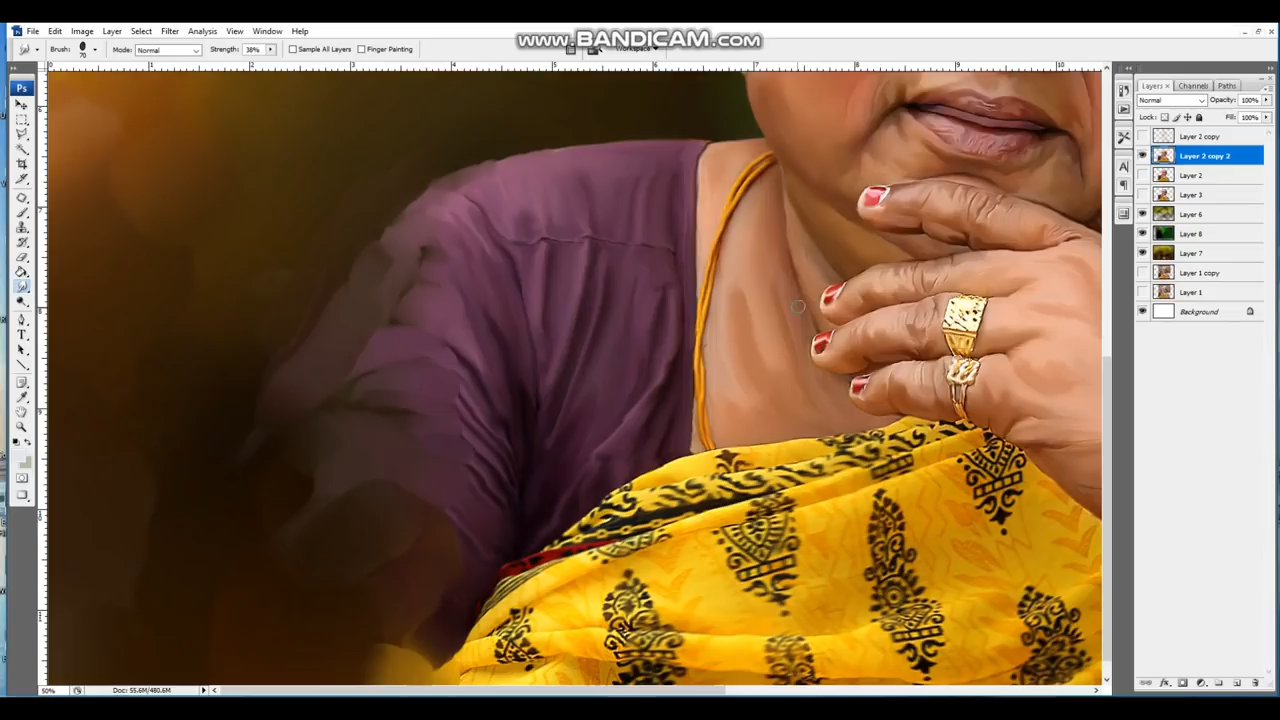 www.BANDICAM.com
File Edit Image Layer Select Filter Analysis View Window Help
Brush: 70 Mode: Normal Strength: 38% Sample All Layers Finger Painting Workspace
Ps
Layers Channels Paths
Normal Opacity: 100%
Lock: Fill: 100%
Layer 2 copy
Layer 2 copy 2
Layer 2
Layer 3
Layer 6
Layer 8
Layer 7
Layer 1 copy
Layer 1
Background
50% Doc: 55.6M/480.6M